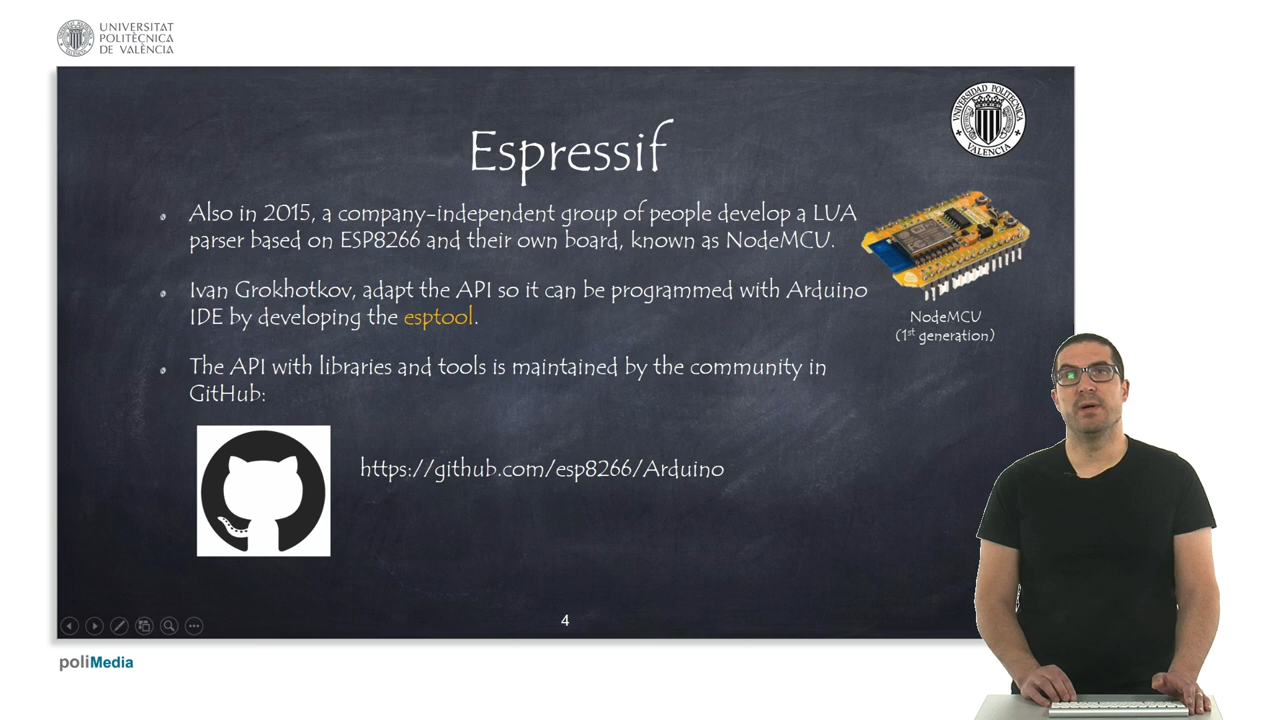 UNIVERSITAT
POLITÈCNICA
DE VALÈNCIA
UNIVERSIDAD POLITECNICA
VALENCIA
Espressif
Also in 2015, a company-independent group of people develop a LUA
parser based on ESP8266 and their own board, known as NodeMCU.
Ivan Grokhotkov, adapt the API so it can be programmed with Arduino
IDE by developing the esptool.
NodeMCU
(1st generation)
The API with libraries and tools is maintained by the community in
GitHub:
https://github.com/esp8266/Arduino
4
poliMedia